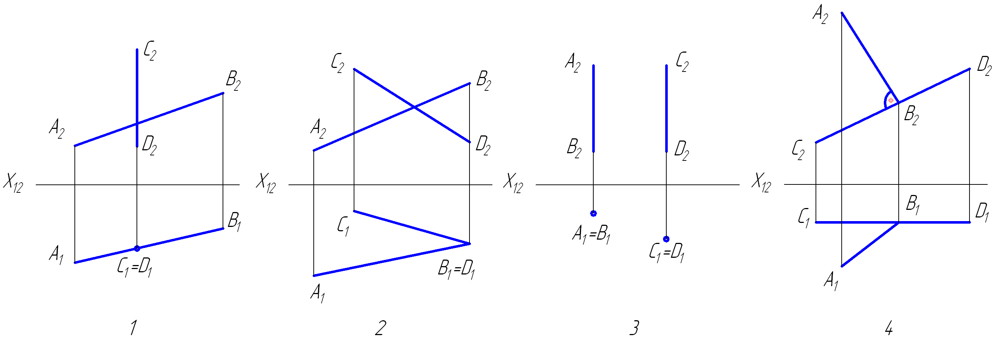 A₂
C₂
D₂
B₂
X₁₂
A₁
C₁=D₁
B₁
1
C₂
A₂
B₂
D₂
X₁₂
C₁
A₁
B₁=D₁
2
A₂
B₂
C₂
D₂
X₁₂
A₁=B₁
C₁=D₁
3
A₂
D₂
B₂
C₂
X₁₂
C₁
B₁
D₁
A₁
4